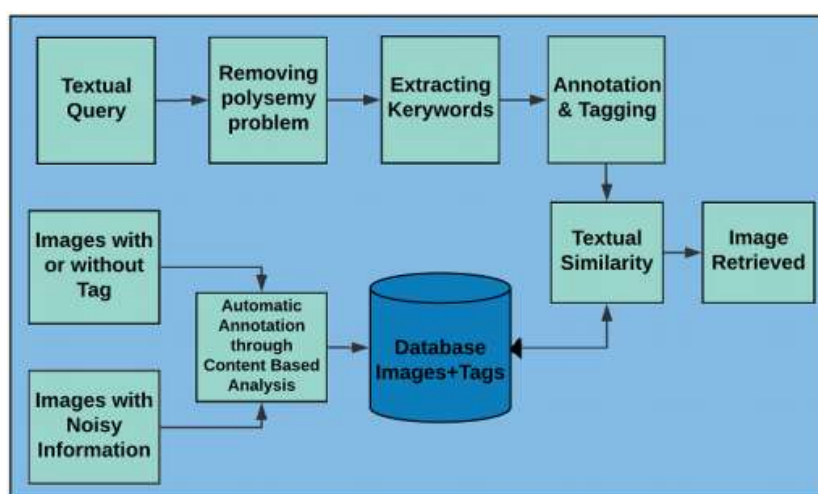 Textual
Query
Removing
polysemy
problem
Extracting
Kerywords
Annotation
& Tagging
Images with
or without
Tag
Textual
Similarity
Image
Retrieved
Automatic
Annotation
through
Content Based
Analysis
Database
Images+Tags
Images with
Noisy
Information